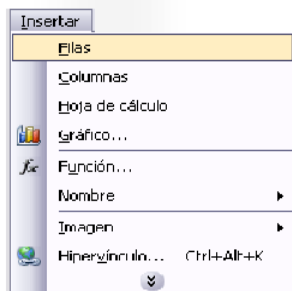 Insertar
Filas
Columnas
Hoja de cálculo
Gráfico...
Función...
Nombre
Imagen
Hipervínculo... Ctrl+Alt+K